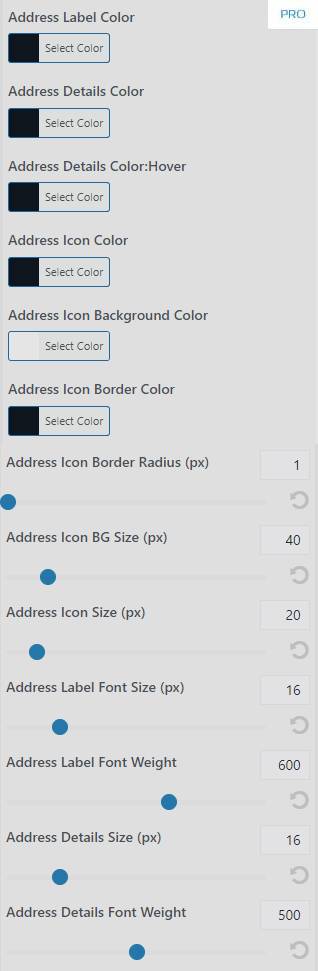 Address Label Color
PRO
Select Color
Address Details Color
Select Color
Address Details Color:Hover
Select Color
Address Icon Color
Select Color
Address Icon Background Color
Select Color
Address Icon Border Color
Select Color
Address Icon Border Radius (px) 1
Address Icon BG Size (px) 40
Address Icon Size (px) 20
Address Label Font Size (px) 16
Address Label Font Weight 600
Address Details Size (px) 16
Address Details Font Weight 500